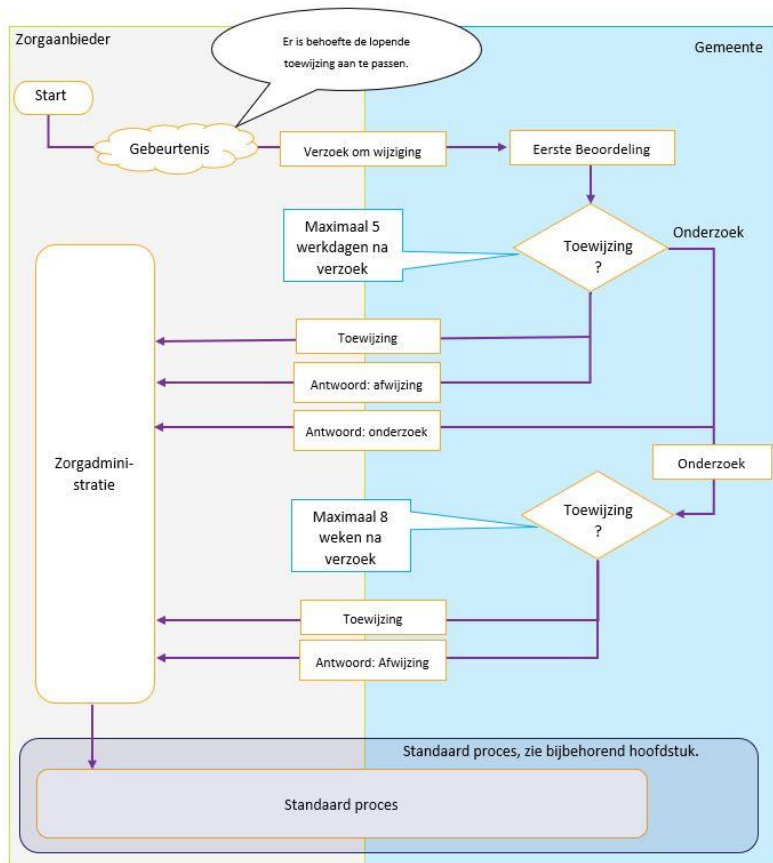 Zorgaanbieder
Gemeente
Er is behoefte de lopende
toewijzing aan te passen.
Start
Gebeurtenis
Verzoek om wijziging
Eerste Beoordeling
Maximaal 5
werkdagen na
verzoek
Toewijzing
?
Onderzoek
Toewijzing
Antwoord: afwijzing
Antwoord: onderzoek
Zorgadmini-
stratie
Onderzoek
Maximaal 8
weken na
verzoek
Toewijzing
?
Toewijzing
Antwoord: Afwijzing
Standaard proces, zie bijbehorend hoofdstuk.
Standaard proces